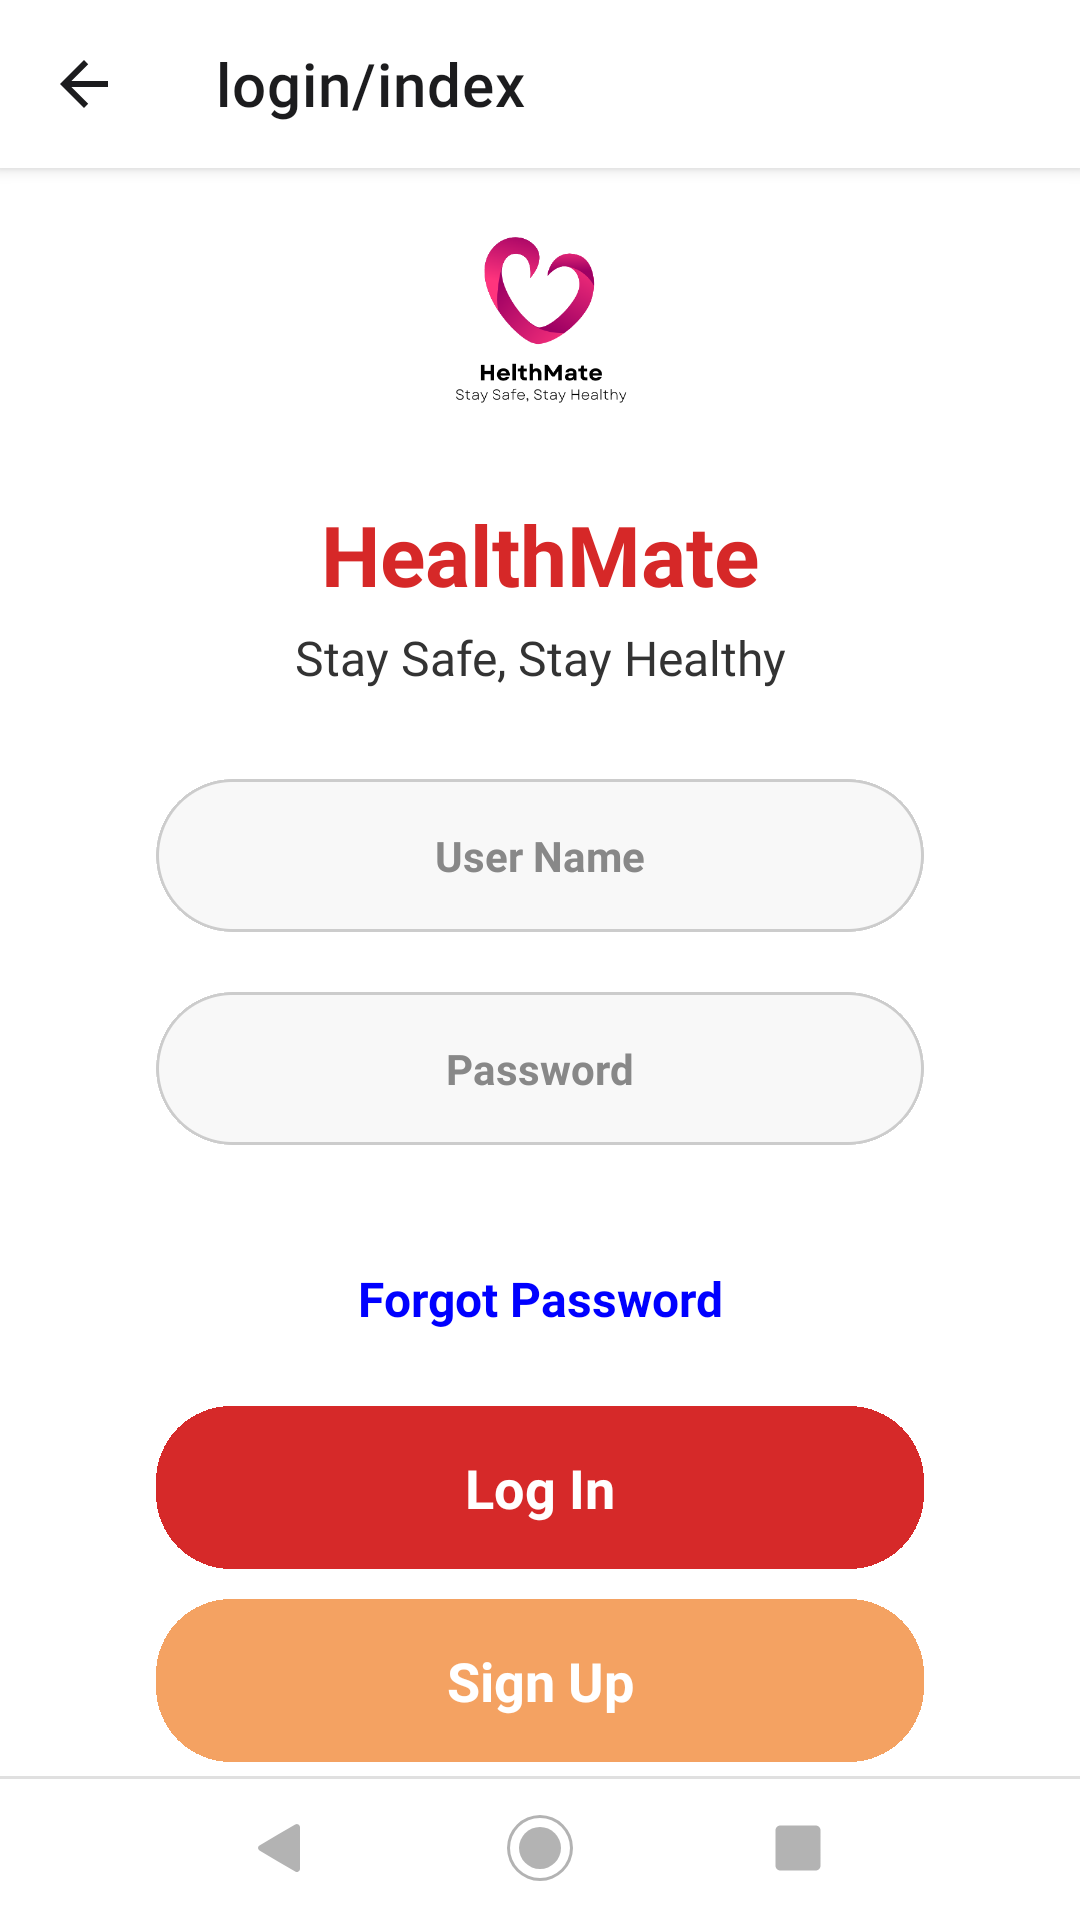 login/index
HelthMate
Stay Safe, Stay Healthy
HealthMate
Stay Safe, Stay Healthy
User Name
Password
Forgot Password
Log In
Sign Up